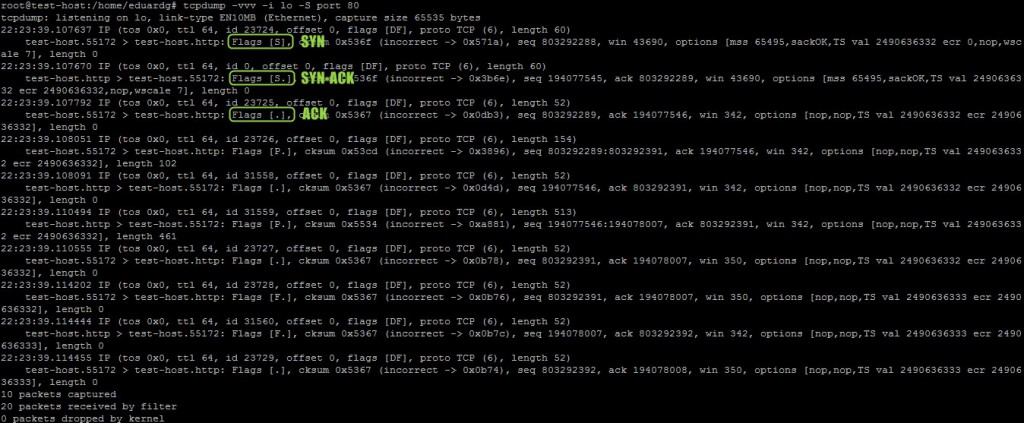 root@test-host:/home/eduardg# tcpdump -vvv -i lo -S port 80
tcpdump: listening on lo, link-type EN10MB (Ethernet), capture size 65535 bytes
22:23:39.107637 IP (tos 0x0, ttl 64, id 23724, offset 0, flags [DF], proto TCP (6), length 60)
test-host.55172 > test-host.http: Flags [S], SYN 0x536f (incorrect -> 0x571a), seq 803292288, win 43690, options [mss 65495,sackOK,TS val 2490636332 ecr 0,nop,wsc
ale 7], length 0
22:23:39.107670 IP (tos 0x0, ttl 64, id 0, offset 0, flags [DF], proto TCP (6), length 60)
test-host.http > test-host.55172: Flags [S.] SYN-ACK 536f (incorrect -> 0x3b6e), seq 194077545, ack 803292289, win 43690, options [mss 65495,sackOK,TS val 24906363
32 ecr 2490636332,nop,wscale 7], length 0
22:23:39.107792 IP (tos 0x0, ttl 64, id 23725, offset 0, flags [DF], proto TCP (6), length 52)
test-host.55172 > test-host.http: Flags [.], ACK 0x5367 (incorrect -> 0x0db3), seq 803292289, ack 194077546, win 342, options [nop,nop,TS val 2490636332 ecr 24906
36332], length 0
22:23:39.108051 IP (tos 0x0, ttl 64, id 23726, offset 0, flags [DF], proto TCP (6), length 154)
test-host.55172 > test-host.http: Flags [P.], cksum 0x53cd (incorrect -> 0x3896), seq 803292289:803292391, ack 194077546, win 342, options [nop,nop,TS val 249063633
2 ecr 2490636332], length 102
22:23:39.108091 IP (tos 0x0, ttl 64, id 31558, offset 0, flags [DF], proto TCP (6), length 52)
test-host.http > test-host.55172: Flags [.], cksum 0x5367 (incorrect -> 0x0d4d), seq 194077546, ack 803292391, win 342, options [nop,nop,TS val 2490636332 ecr 24906
36332], length 0
22:23:39.110494 IP (tos 0x0, ttl 64, id 31559, offset 0, flags [DF], proto TCP (6), length 513)
test-host.http > test-host.55172: Flags [P.], cksum 0x5534 (incorrect -> 0xa881), seq 194077546:194078007, ack 803292391, win 342, options [nop,nop,TS val 249063633
2 ecr 2490636332], length 461
22:23:39.110555 IP (tos 0x0, ttl 64, id 23727, offset 0, flags [DF], proto TCP (6), length 52)
test-host.55172 > test-host.http: Flags [.], cksum 0x5367 (incorrect -> 0x0b78), seq 803292391, ack 194078007, win 350, options [nop,nop,TS val 2490636332 ecr 24906
36332], length 0
22:23:39.114202 IP (tos 0x0, ttl 64, id 23728, offset 0, flags [DF], proto TCP (6), length 52)
test-host.55172 > test-host.http: Flags [F.], cksum 0x5367 (incorrect -> 0x0b76), seq 803292391, ack 194078007, win 350, options [nop,nop,TS val 2490636333 ecr 2490
636332], length 0
22:23:39.114444 IP (tos 0x0, ttl 64, id 31560, offset 0, flags [DF], proto TCP (6), length 52)
test-host.http > test-host.55172: Flags [F.], cksum 0x5367 (incorrect -> 0x0b7c), seq 194078007, ack 803292392, win 342, options [nop,nop,TS val 2490636333 ecr 2490
636333], length 0
22:23:39.114455 IP (tos 0x0, ttl 64, id 23729, offset 0, flags [DF], proto TCP (6), length 52)
test-host.55172 > test-host.http: Flags [.], cksum 0x5367 (incorrect -> 0x0b74), seq 803292392, ack 194078008, win 350, options [nop,nop,TS val 2490636333 ecr 24906
36333], length 0
10 packets captured
20 packets received by filter
0 packets dropped by kernel